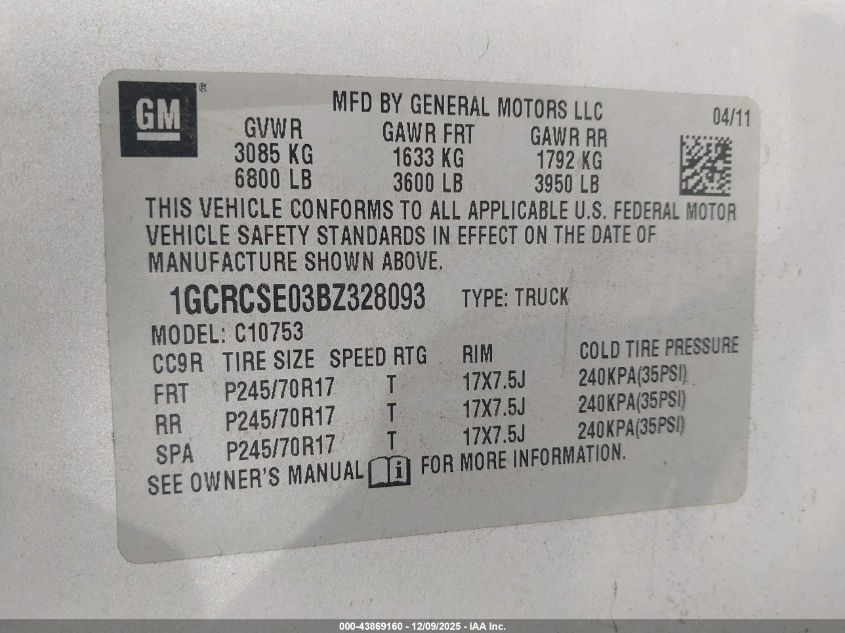 GM ®
MFD BY GENERAL MOTORS LLC
04/11
GVWR GAWR FRT GAWR RR
3085 KG 1633 KG 1792 KG
6800 LB 3600 LB 3950 LB
THIS VEHICLE CONFORMS TO ALL APPLICABLE U.S. FEDERAL MOTOR
VEHICLE SAFETY STANDARDS IN EFFECT ON THE DATE OF
MANUFACTURE SHOWN ABOVE.
1GCRCSE03BZ328093 TYPE: TRUCK
MODEL: C10753
CC9R TIRE SIZE SPEED RTG RIM COLD TIRE PRESSURE
FRT P245/70R17 T 17X7.5J 240KPA(35PSI)
RR P245/70R17 T 17X7.5J 240KPA(35PSI)
SPA P245/70R17 T 17X7.5J 240KPA(35PSI)
SEE OWNER'S MANUAL i FOR MORE INFORMATION.
000-43869160 - 12/09/2025 - IAA Inc.